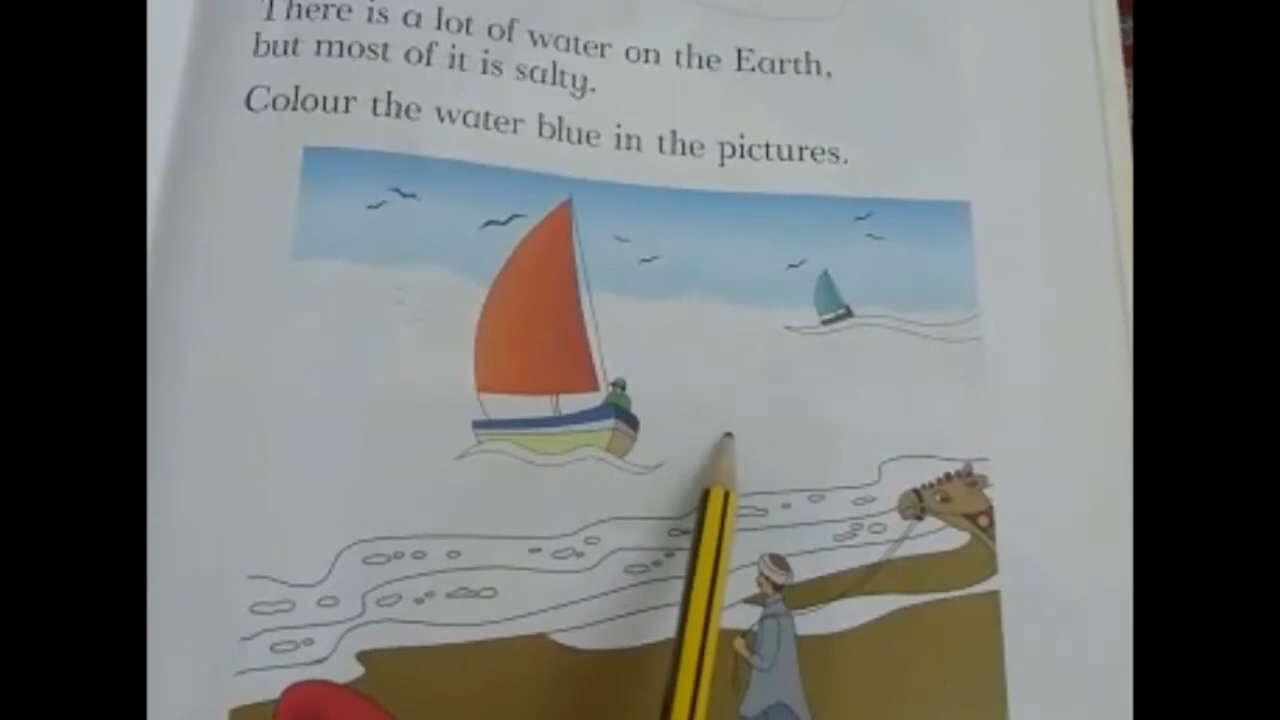 There is a lot of water on the Earth,
but most of it is salty.
Colour the water blue in the pictures.